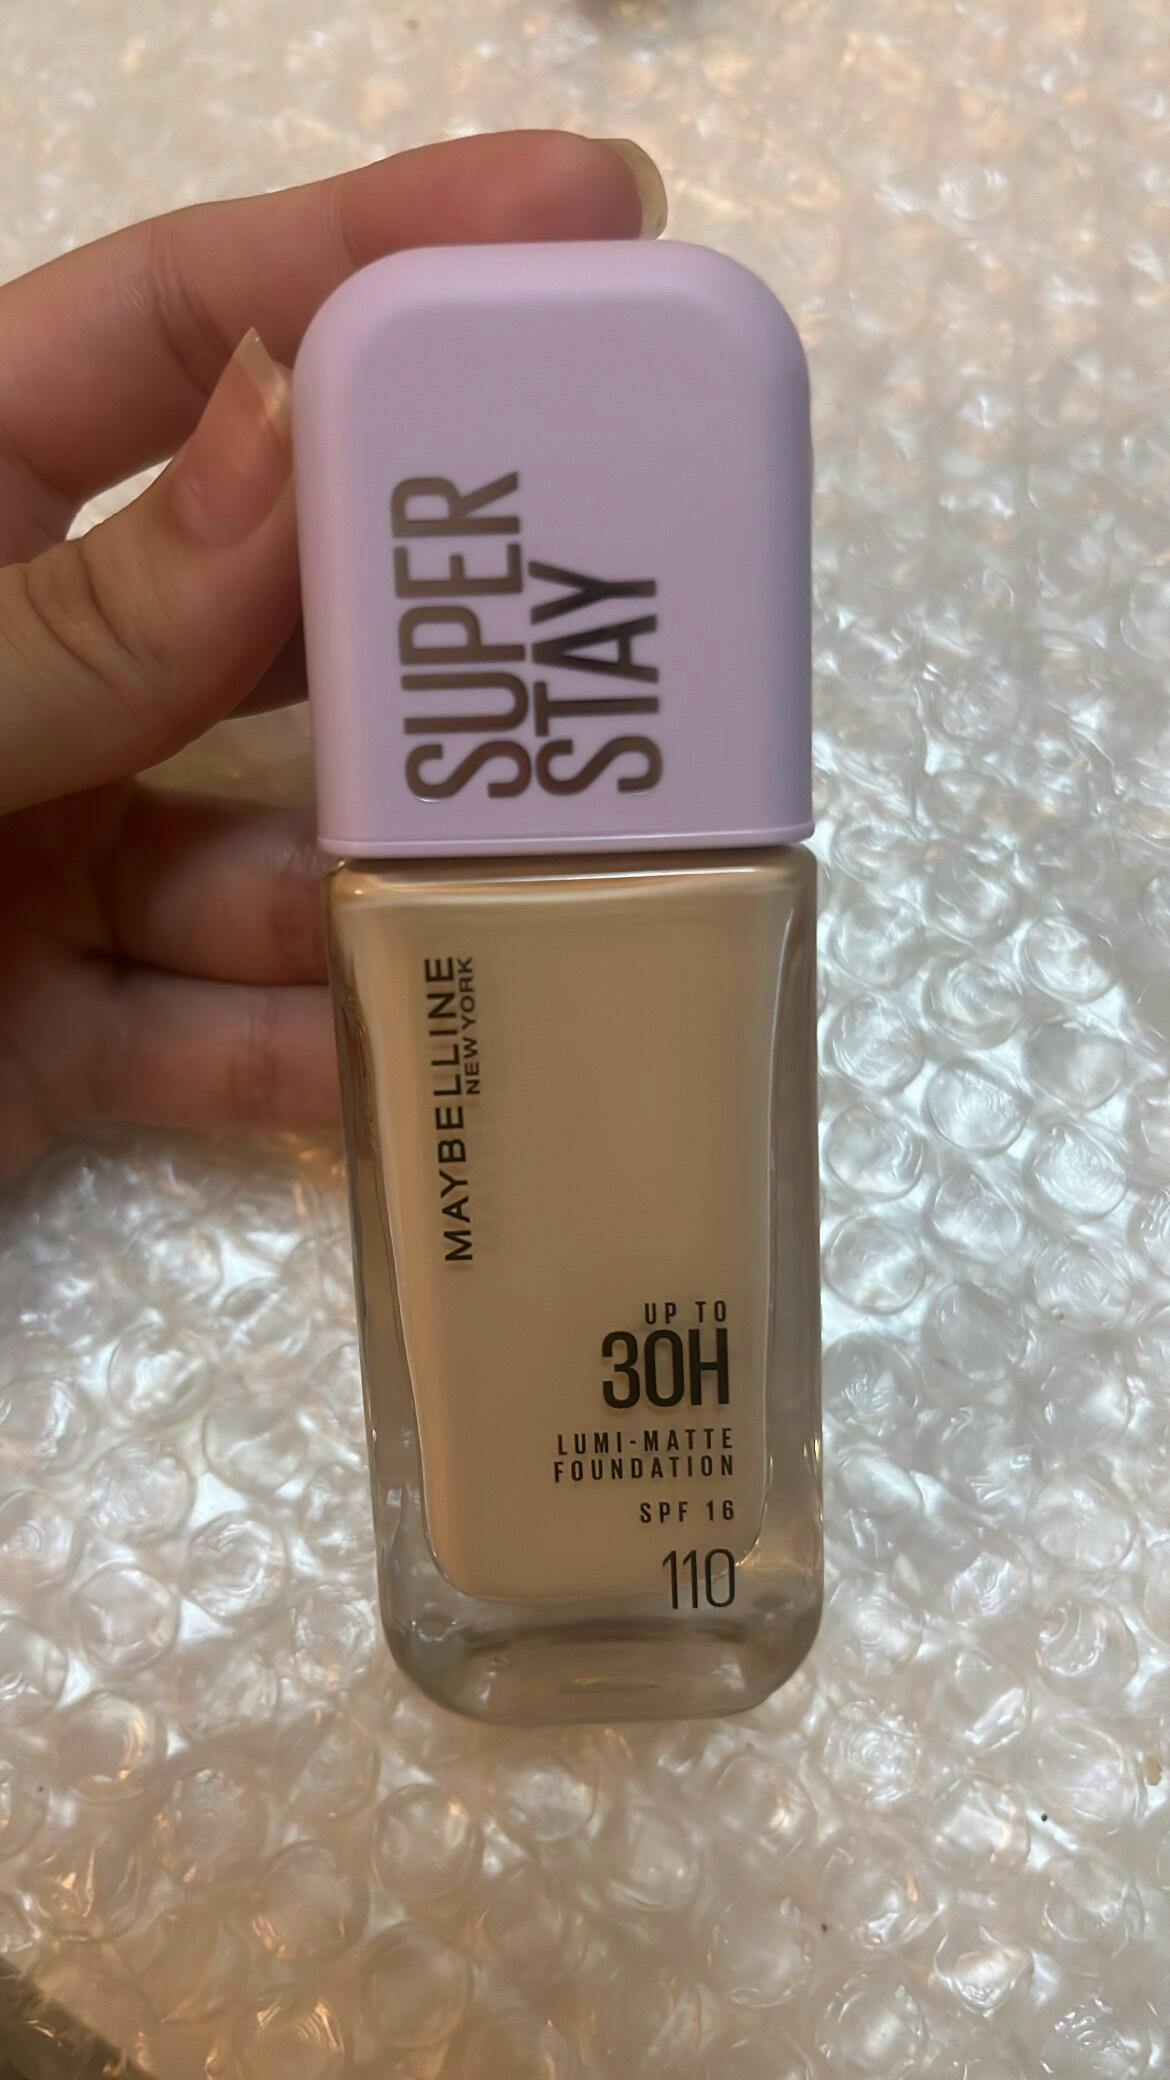 SUPER
STAY
MAYBELLINE
NEW YORK
UP TO
30H
LUMI-MATTE
FOUNDATION
SPF 16
110